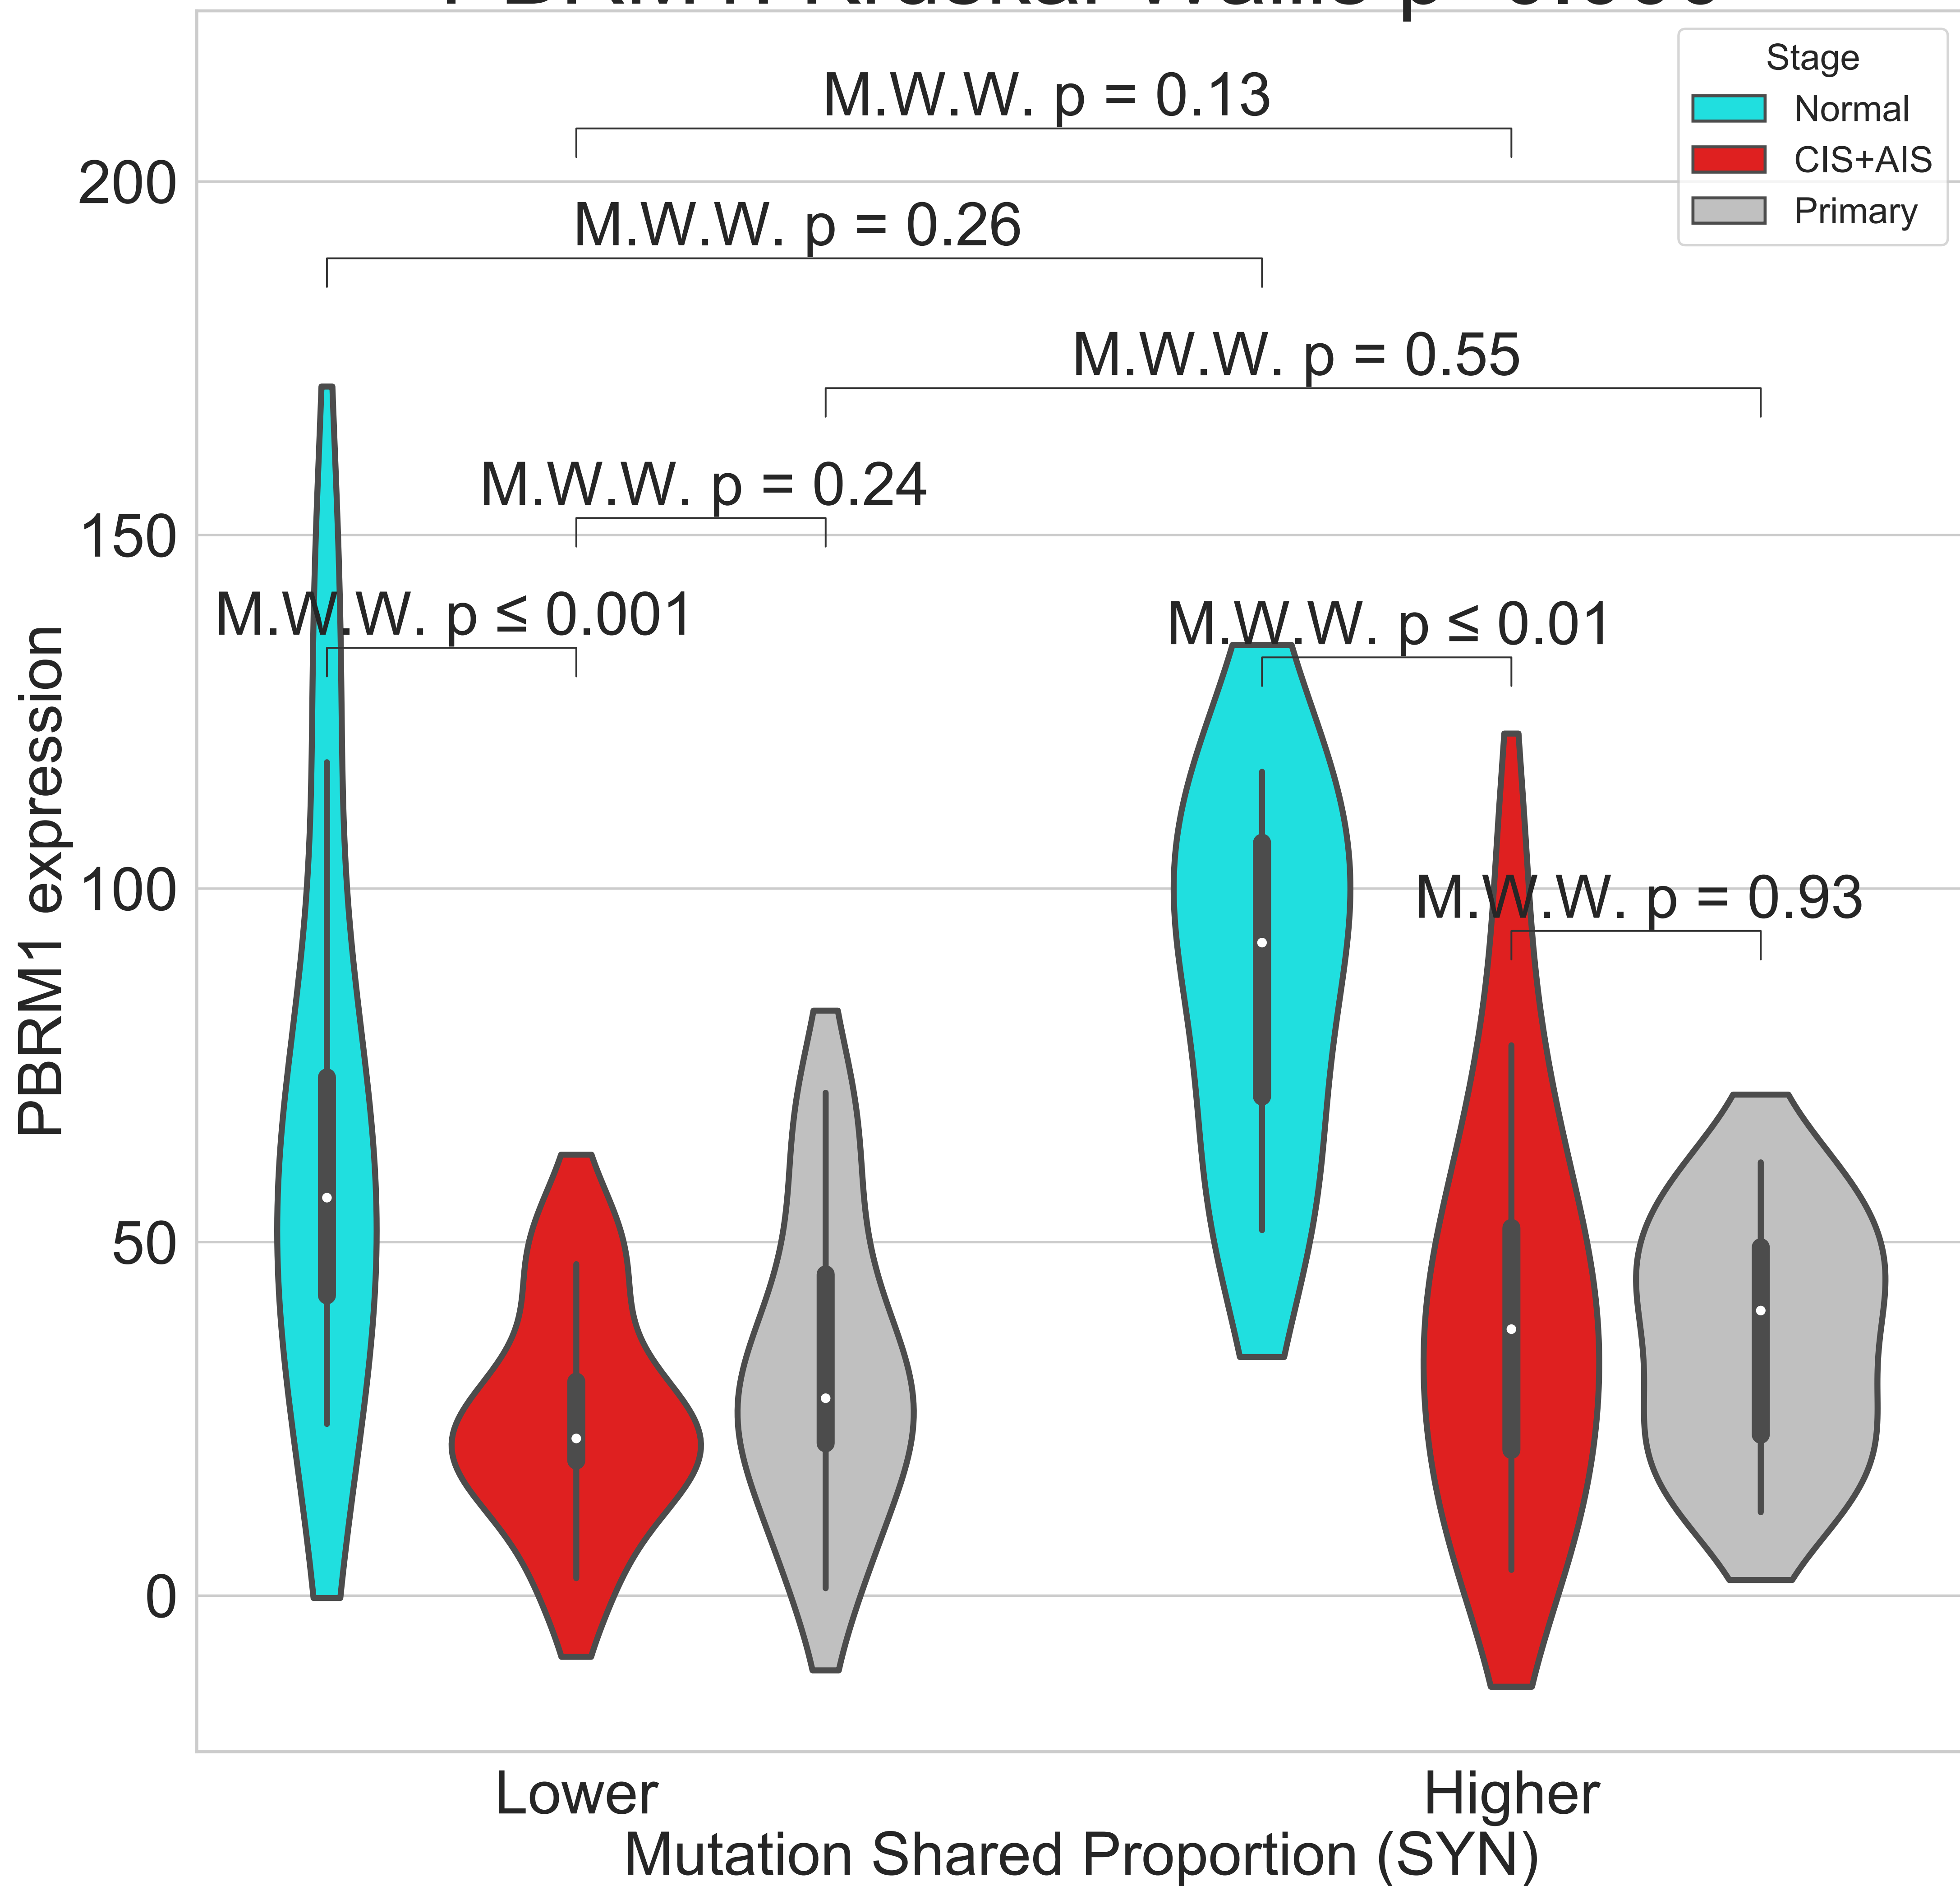 Stage
Normal
CIS+AIS
Primary
M.W.W. p = 0.13
200
M.W.W. p = 0.26
M.W.W. p = 0.55
M.W.W. p = 0.24
150
M.W.W. p ≤ 0.001
M.W.W. p ≤ 0.01
PBRM1 expression
100
M.W.W. p = 0.93
50
0
Lower
Higher
Mutation Shared Proportion (SYN)